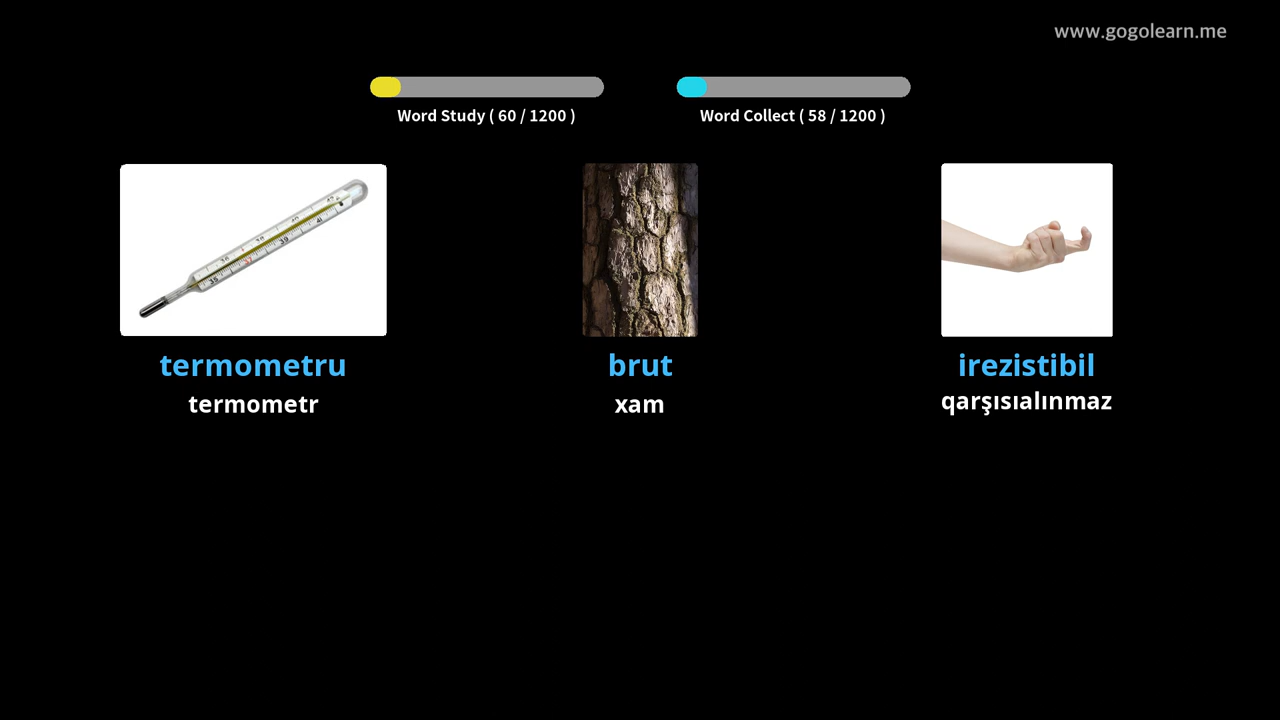 www.gogolearn.me
Word Study ( 60 / 1200 )
Word Collect ( 58 / 1200 )
termometru
brut
irezistibil
termometr
xam
qarşısıalınmaz